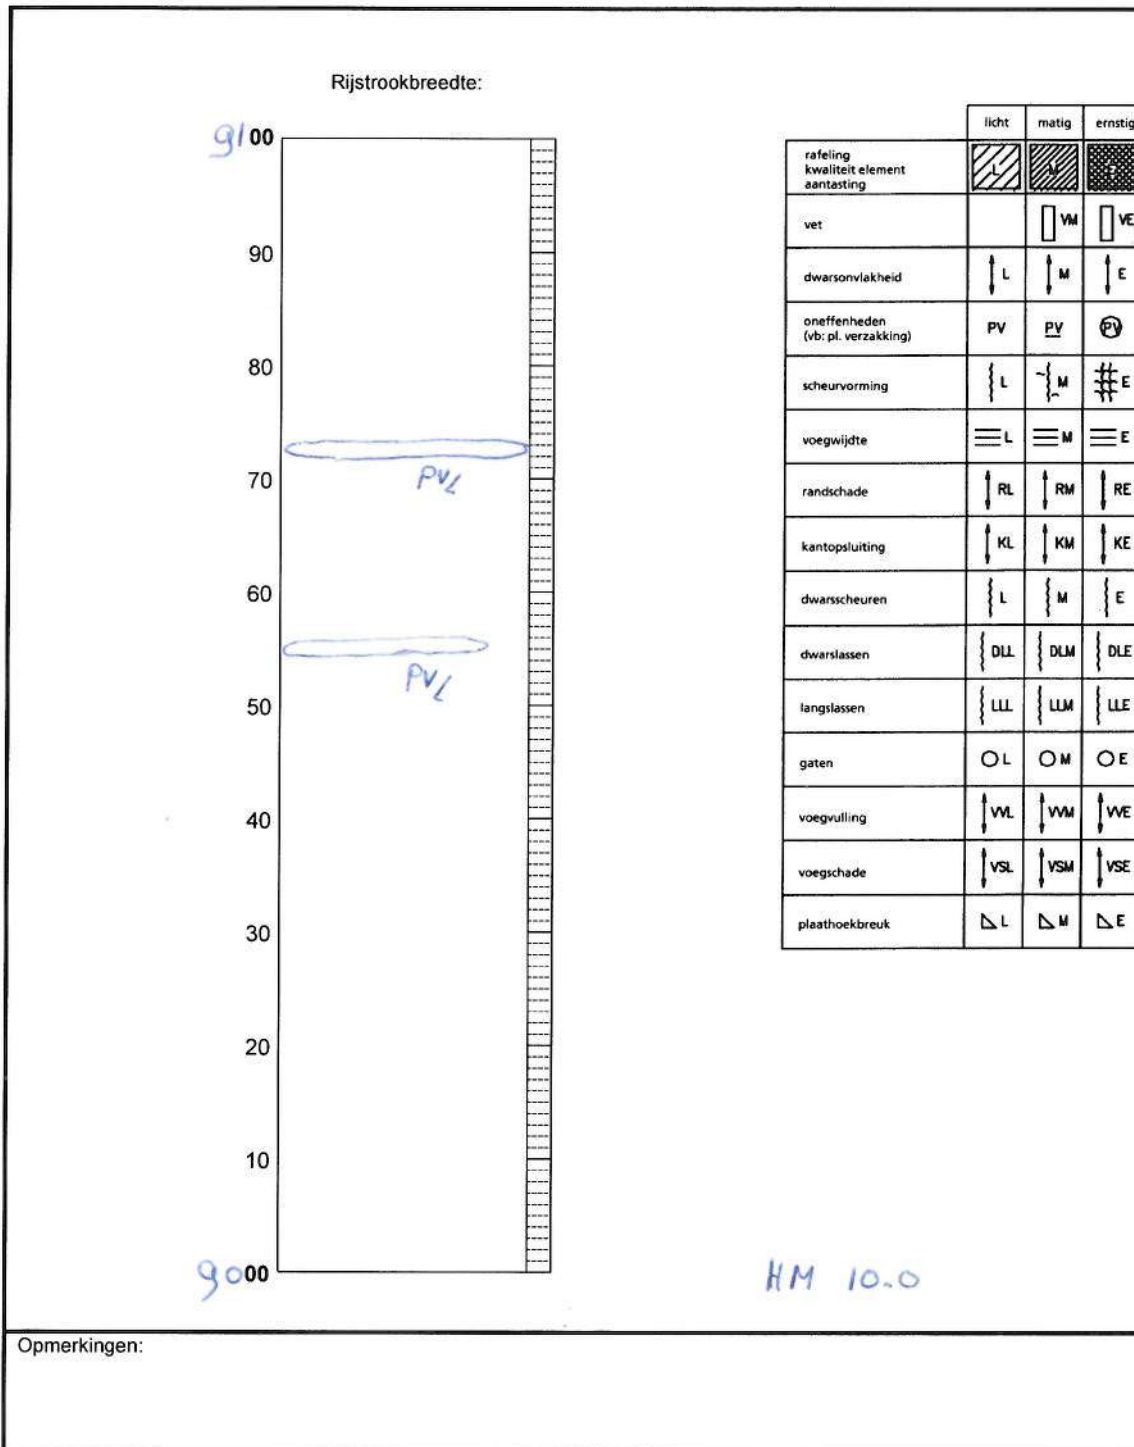 Rijstrookbreedte:
9100
90
80
70
60
50
40
30
20
10
9000
PVL
PVL
licht matig ernstig
rafeling
kwaliteit element
aantasting
L M E
vet
VM VE
dwarsonvlakheid
L M E
oneffenheden
(vb: pl. verzakking)
PV PV PV
scheurvorming
L M E
voegwijdte
L M E
randschade
RL RM RE
kantopsluiting
KL KM KE
dwarsscheuren
L M E
dwarslassen
DLL DLM DLE
langslassen
LLL LLM LLE
gaten
L M E
voegvulling
VVL VVM VVE
voegschade
VSL VSM VSE
plaathoekbreuk
L M E
HM 10.0
Opmerkingen: